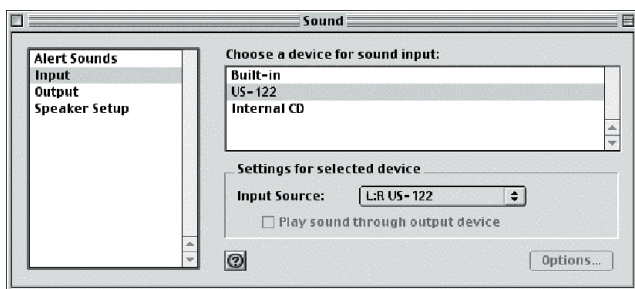 Sound
Alert Sounds
Input
Output
Speaker Setup
Choose a device for sound input:
Built-in
US-122
Internal CD
Settings for selected device
Input Source: L:R US-122
Play sound through output device
?
Options...